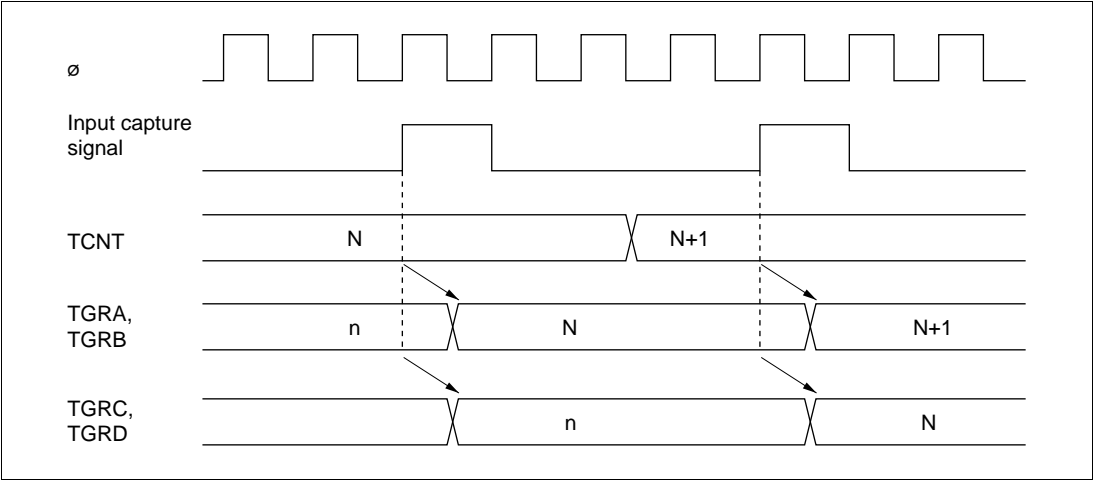 ø
Input capture
signal
TCNT
N
N+1
TGRA,
TGRB
n
N
N+1
TGRC,
TGRD
n
N